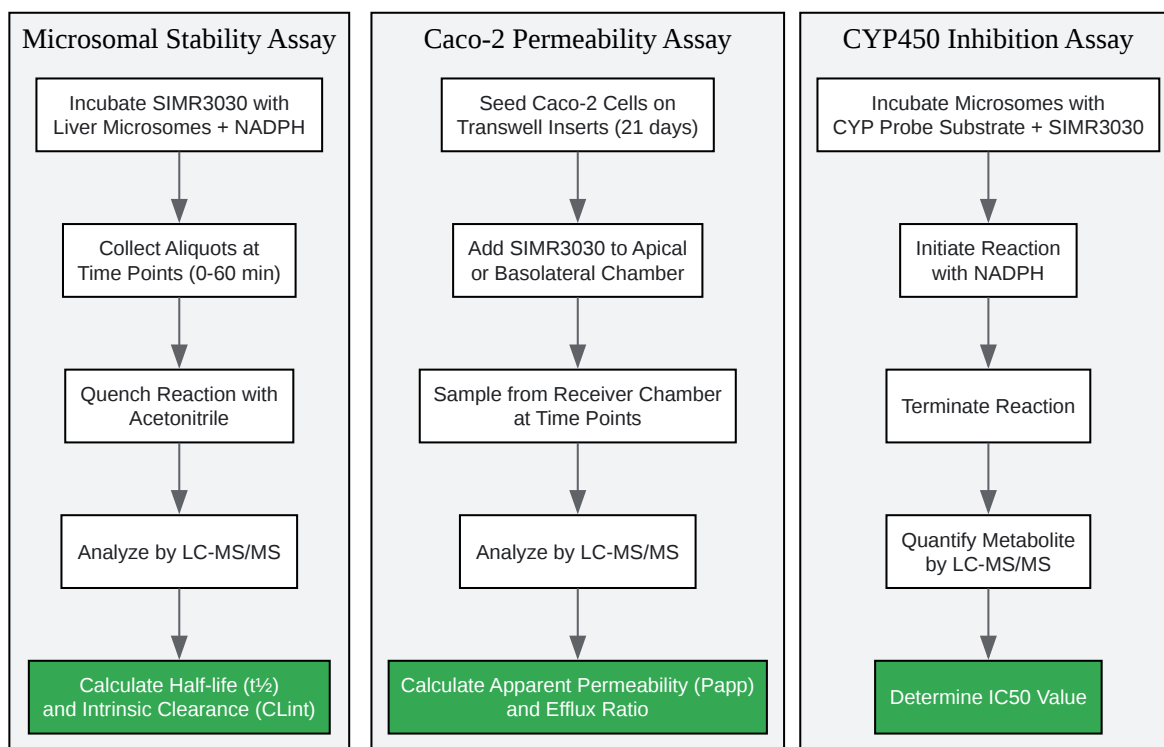 Microsomal Stability Assay
Incubate SIMR3030 with
Liver Microsomes + NADPH
Collect Aliquots at
Time Points (0-60 min)
Quench Reaction with
Acetonitrile
Analyze by LC-MS/MS
Calculate Half-life (t½)
and Intrinsic Clearance (CLint)
Caco-2 Permeability Assay
Seed Caco-2 Cells on
Transwell Inserts (21 days)
Add SIMR3030 to Apical
or Basolateral Chamber
Sample from Receiver Chamber
at Time Points
Analyze by LC-MS/MS
Calculate Apparent Permeability (Papp)
and Efflux Ratio
CYP450 Inhibition Assay
Incubate Microsomes with
CYP Probe Substrate + SIMR3030
Initiate Reaction
with NADPH
Terminate Reaction
Quantify Metabolite
by LC-MS/MS
Determine IC50 Value